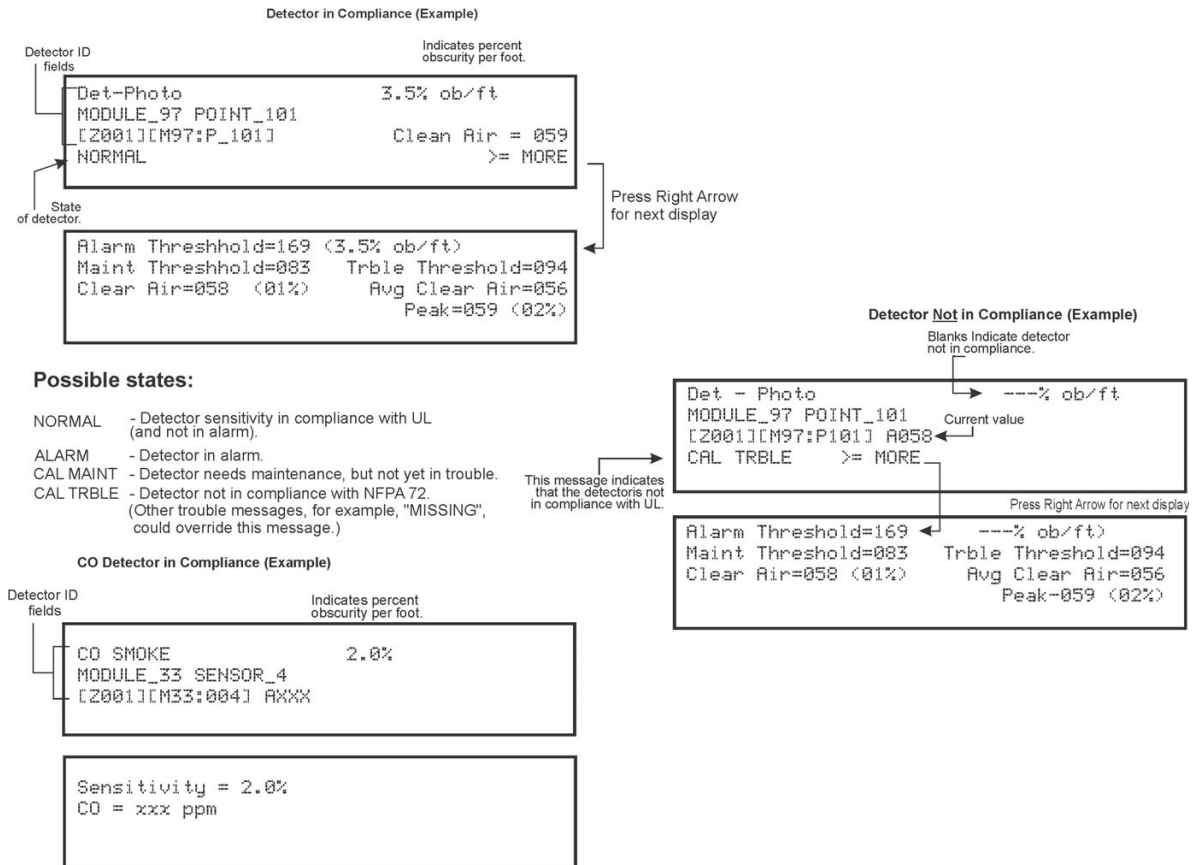 Detector in Compliance (Example)
Detector ID
fields
Indicates percent
obscurity per foot.
Det-Photo 3.5% ob/ft
MODULE_97 POINT_101
[Z001][M97:P_101] Clean Air = 059
NORMAL >= MORE
State
of detector.
Press Right Arrow
for next display
Alarm Threshhold=169 (3.5% ob/ft)
Maint Threshhold=083 Trble Threshold=094
Clear Air=058 (01%) Avg Clear Air=056
Peak=059 (02%)
Possible states:
NORMAL - Detector sensitivity in compliance with UL
(and not in alarm).
ALARM - Detector in alarm.
CAL MAINT - Detector needs maintenance, but not yet in trouble.
CAL TRBLE - Detector not in compliance with NFPA 72.
(Other trouble messages, for example, "MISSING",
could override this message.)
Detector Not in Compliance (Example)
Blanks Indicate detector
not in compliance.
Det - Photo ---% ob/ft
MODULE_97 POINT_101
[Z001][M97:P101] A058
Current value
CAL TRBLE >= MORE
This message indicates
that the detectoris not
in compliance with UL.
Press Right Arrow for next display
Alarm Threshold=169 ---% ob/ft)
Maint Threshold=083 Trble Threshold=094
Clear Air=058 (01%) Avg Clear Air=056
Peak-059 (02%)
CO Detector in Compliance (Example)
Detector ID
fields
Indicates percent
obscurity per foot.
CO SMOKE 2.0%
MODULE_33 SENSOR_4
[Z001][M33:004] AXXX
Sensitivity = 2.0%
CO = xxx ppm